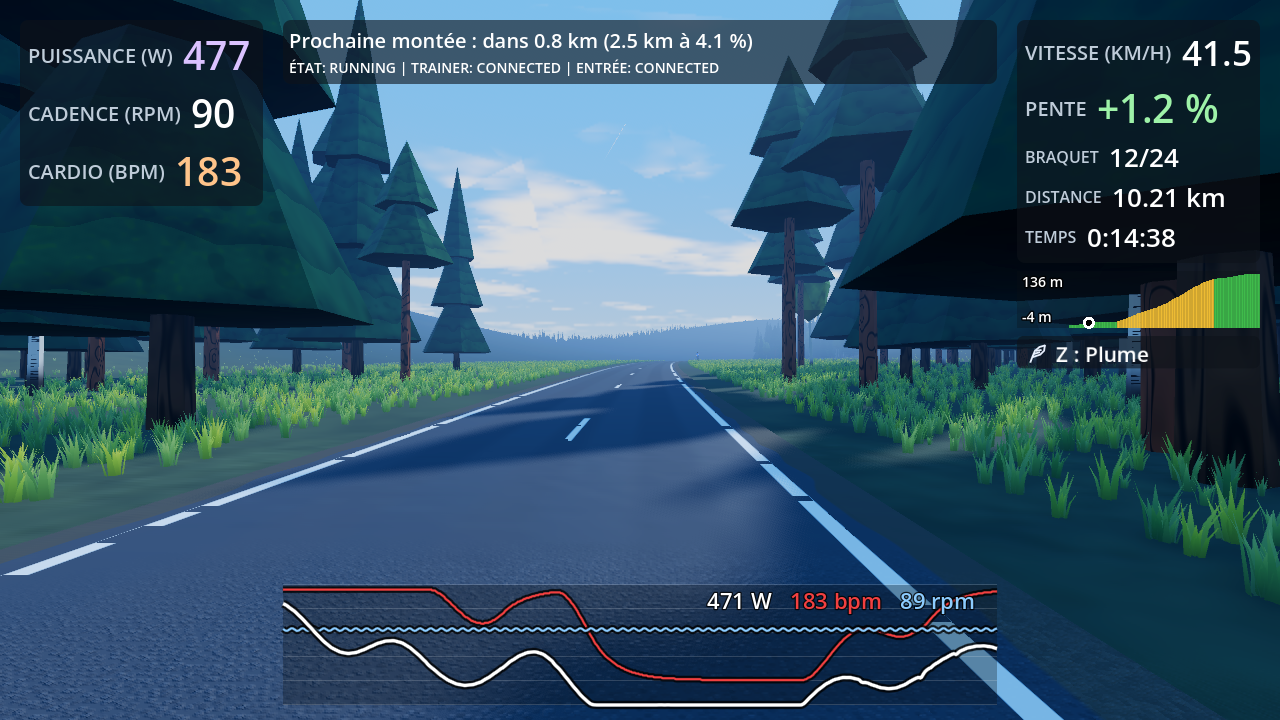 PUISSANCE (W) 477
CADENCE (RPM) 90
CARDIO (BPM) 183
Prochaine montée : dans 0.8 km (2.5 km à 4.1 %)
ÉTAT: RUNNING | TRAINER: CONNECTED | ENTRÉE: CONNECTED
VITESSE (KM/H) 41.5
PENTE +1.2 %
BRAQUET 12/24
DISTANCE 10.21 km
TEMPS 0:14:38
136 m
-4 m
Z : Plume
471 W 183 bpm 89 rpm